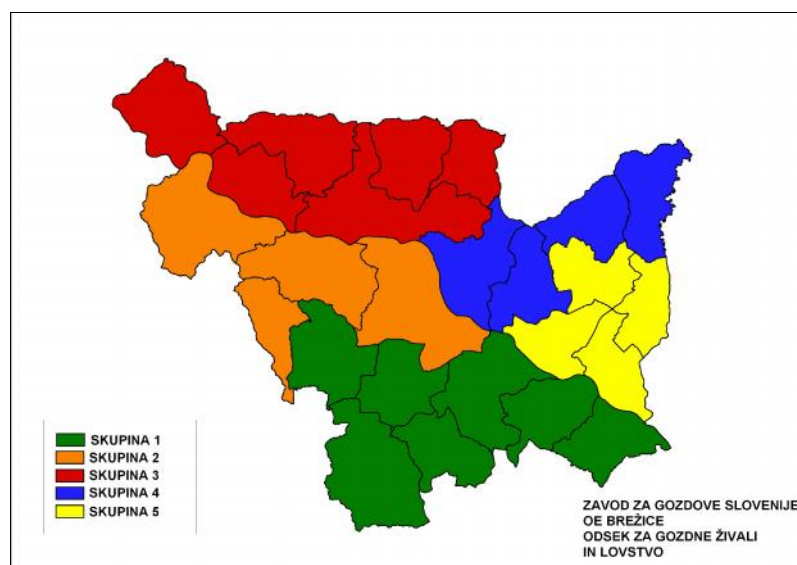 SKUPINA 1
SKUPINA 2
SKUPINA 3
SKUPINA 4
SKUPINA 5
ZAVOD ZA GOZDOVE SLOVENIJE
OE BREŽICE
ODSEK ZA GOZDNE ŽIVALI
IN LOVSTVO